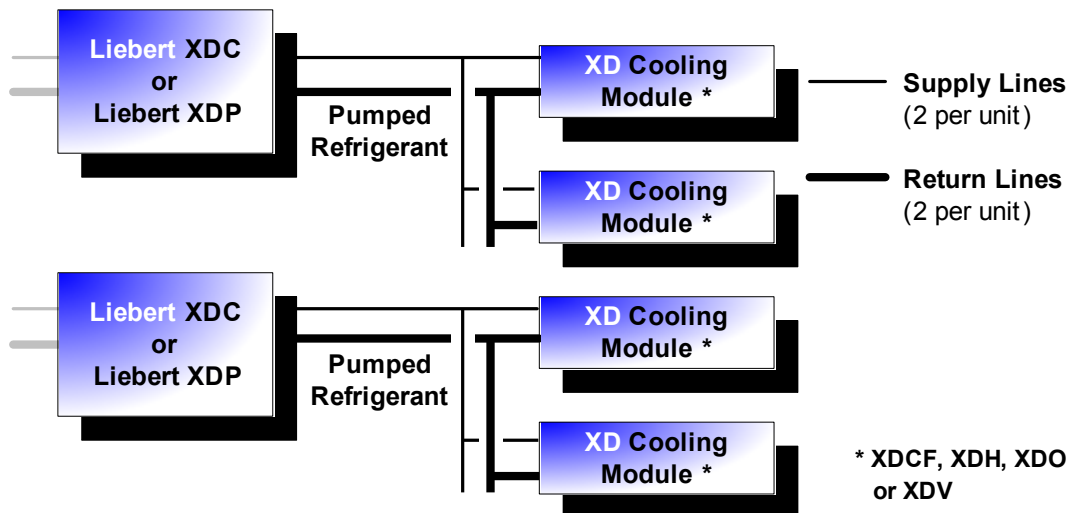 Liebert XDC
or
Liebert XDP
Pumped
Refrigerant
XD Cooling
Module *
XD Cooling
Module *
Supply Lines
(2 per unit)
Return Lines
(2 per unit)
Liebert XDC
or
Liebert XDP
Pumped
Refrigerant
XD Cooling
Module *
XD Cooling
Module *
* XDCF, XDH, XDO
or XDV